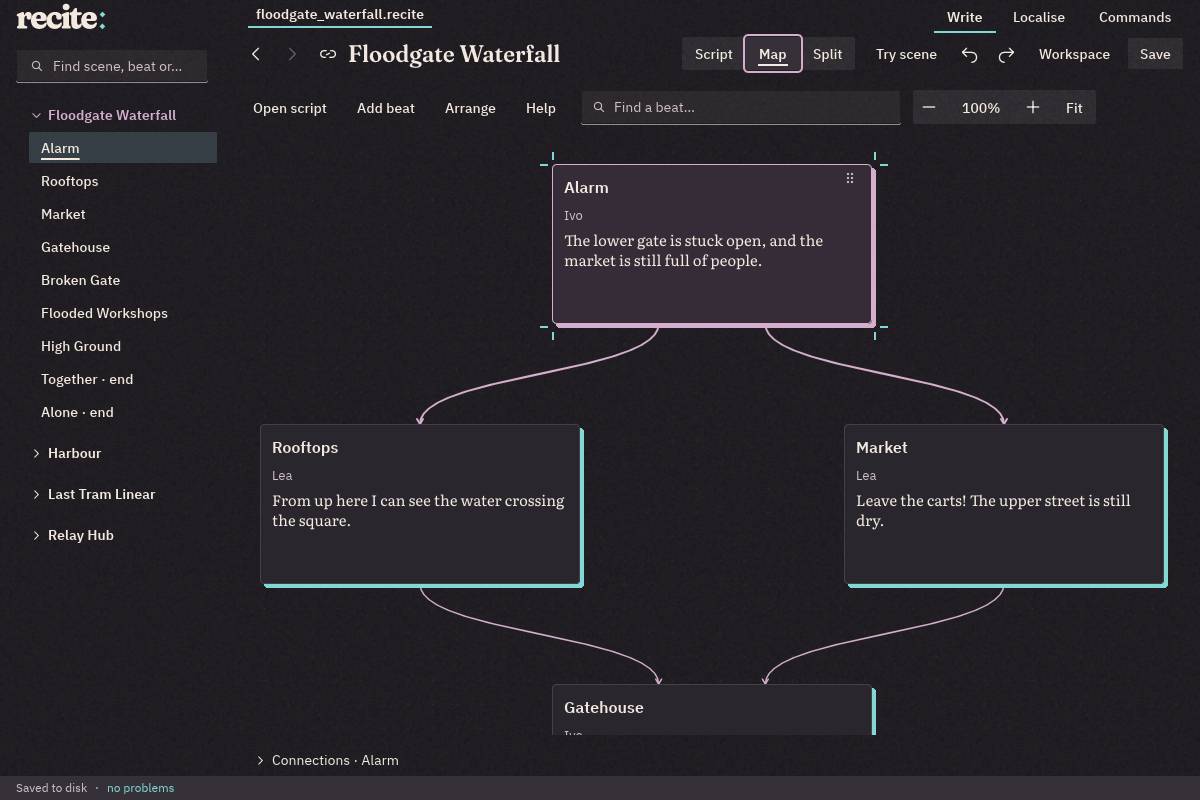 recite:
floodgate_waterfall.recite
Write
Localise
Commands
Find scene, beat or...
Floodgate Waterfall
Script
Map
Split
Try scene
Workspace
Save
Open script
Add beat
Arrange
Help
Find a beat...
100%
Fit
Floodgate Waterfall
Alarm
Rooftops
Market
Gatehouse
Broken Gate
Flooded Workshops
High Ground
Together · end
Alone · end
Harbour
Last Tram Linear
Relay Hub
Alarm
Ivo
The lower gate is stuck open, and the
market is still full of people.
Rooftops
Lea
From up here I can see the water crossing
the square.
Market
Lea
Leave the carts! The upper street is still
dry.
Gatehouse
Ivo
Connections · Alarm
Saved to disk · no problems